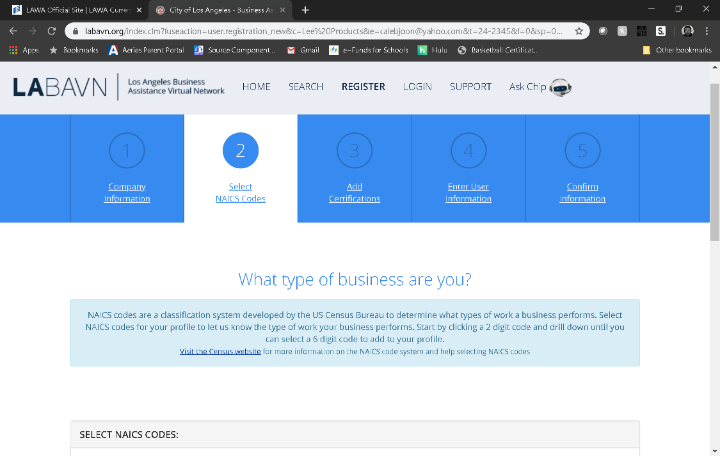 LAWA Official Site | LAWA Curren
City of Los Angeles - Business As
labavn.org/index.cfm?fuseaction=user.registration_new&c=Lee%20Products&e=calebjoon@yahoo.com&t=24-2345&f=0&sp=0...
Apps Bookmarks Aeries Parent Portal Source Component... Gmail e-Funds for Schools Hulu Basketball Certificat... Other bookmarks
LABAVN Los Angeles Business
Assistance Virtual Network
HOME SEARCH REGISTER LOGIN SUPPORT Ask Chip
1 2 3 4 5
Company Select Add Enter User Confirm
Information NAICS Codes Certifications Information Information
What type of business are you?
NAICS codes are a classification system developed by the US Census Bureau to determine what types of work a business performs. Select
NAICS codes for your profile to let us know the type of work your business performs. Start by clicking a 2 digit code and drill down until you
can select a 6 digit code to add to your profile.
Visit the Census website for more information on the NAICS code system and help selecting NAICS codes
SELECT NAICS CODES: